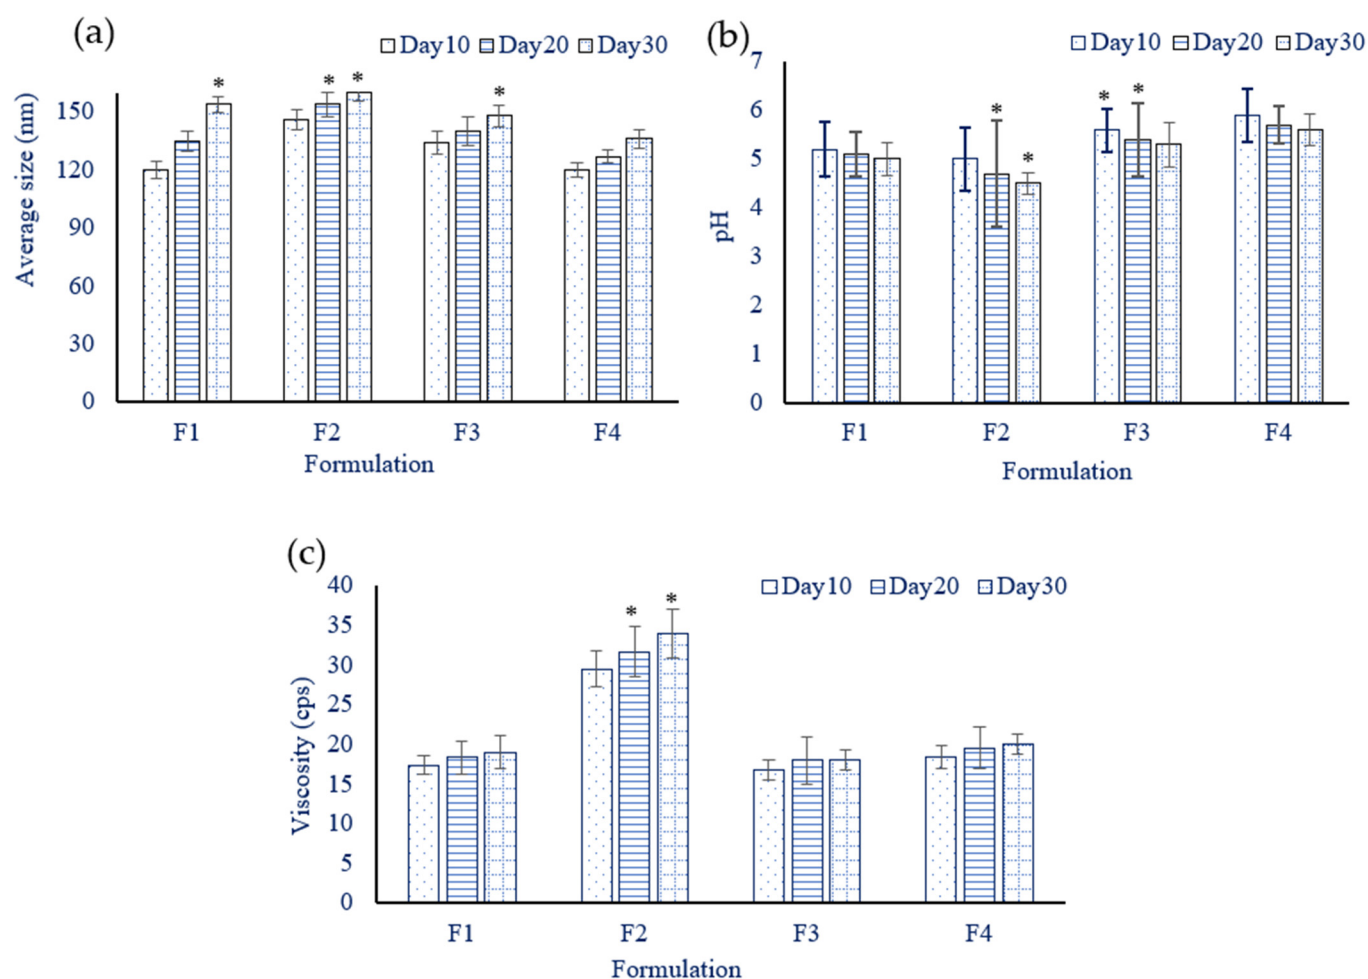 (a)
Day10 Day20 Day30
Average size (nm)
150
120
90
60
30
0
* * * *
F1 F2 F3 F4
Formulation
(b)
Day10 Day20 Day30
pH
7
6
5
4
3
2
1
0
* * * *
F1 F2 F3 F4
Formulation
(c)
Day10 Day20 Day30
Viscosity (cps)
40
35
30
25
20
15
10
5
0
* *
F1 F2 F3 F4
Formulation